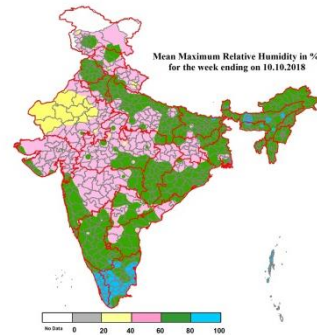 Mean Maximum Relative Humidity in %
for the week ending on 10.10.2018
No Data 0 20 40 60 80 100